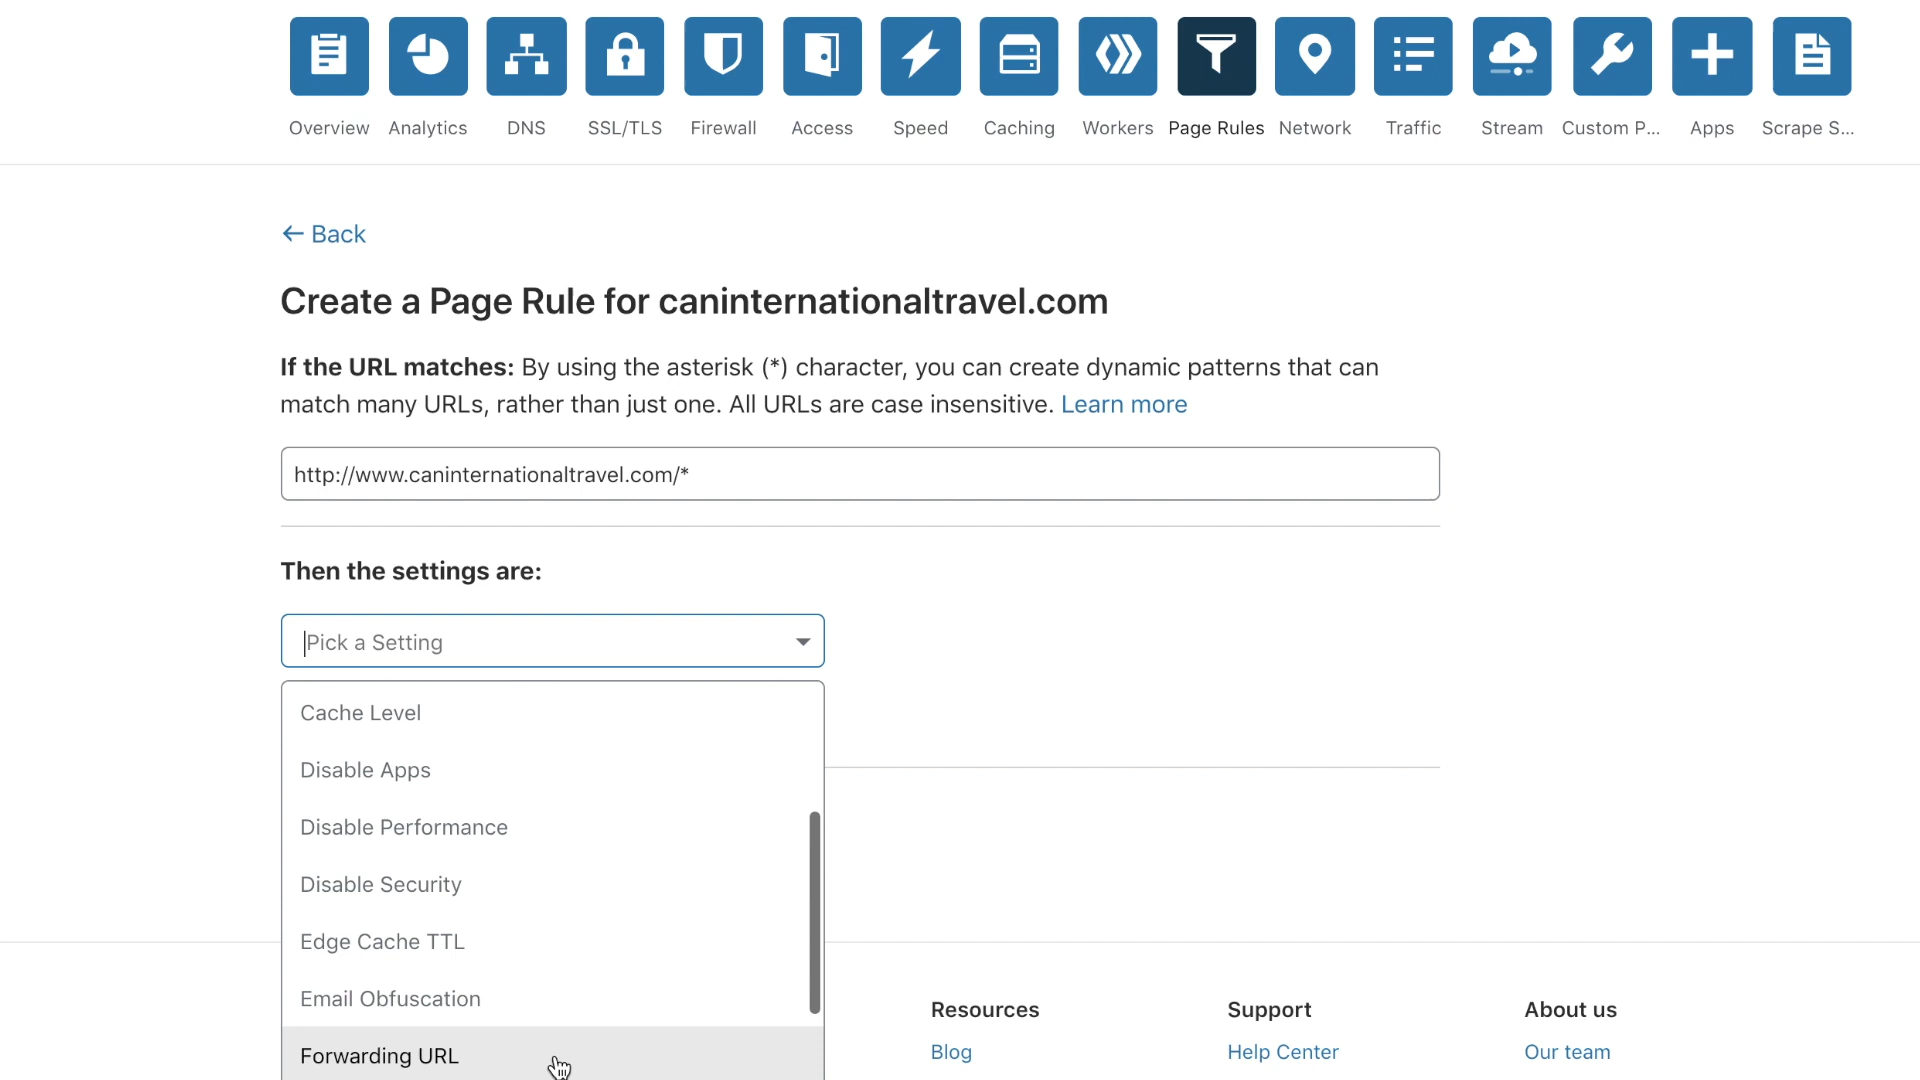 Overview Analytics DNS SSL/TLS Firewall Access Speed Caching Workers Page Rules Network Traffic Stream Custom P... Apps Scrape S...
← Back
Create a Page Rule for caninternationaltravel.com
If the URL matches: By using the asterisk (*) character, you can create dynamic patterns that can
match many URLs, rather than just one. All URLs are case insensitive. Learn more
http://www.caninternationaltravel.com/*
Then the settings are:
Pick a Setting
Cache Level
Disable Apps
Disable Performance
Disable Security
Edge Cache TTL
Email Obfuscation
Forwarding URL
Resources Support About us
Blog Help Center Our team